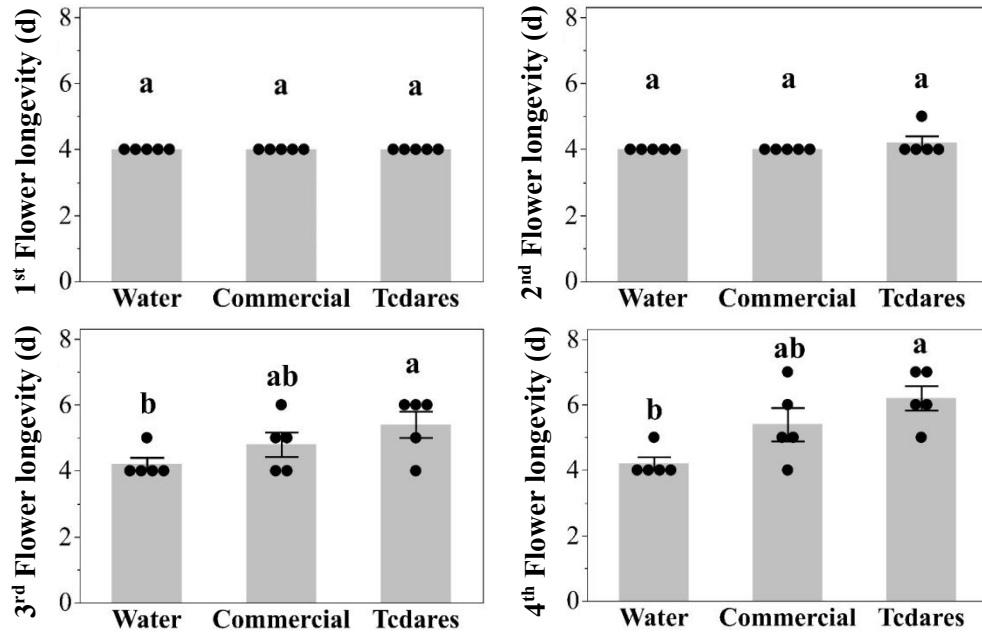 1st Flower longevity (d)
8
6
4
2
0
a
a
a
Water
Commercial
Tcdares
2nd Flower longevity (d)
8
6
4
2
0
a
a
a
Water
Commercial
Tcdares
3rd Flower longevity (d)
8
6
4
2
0
b
ab
a
Water
Commercial
Tcdares
4th Flower longevity (d)
8
6
4
2
0
b
ab
a
Water
Commercial
Tcdares